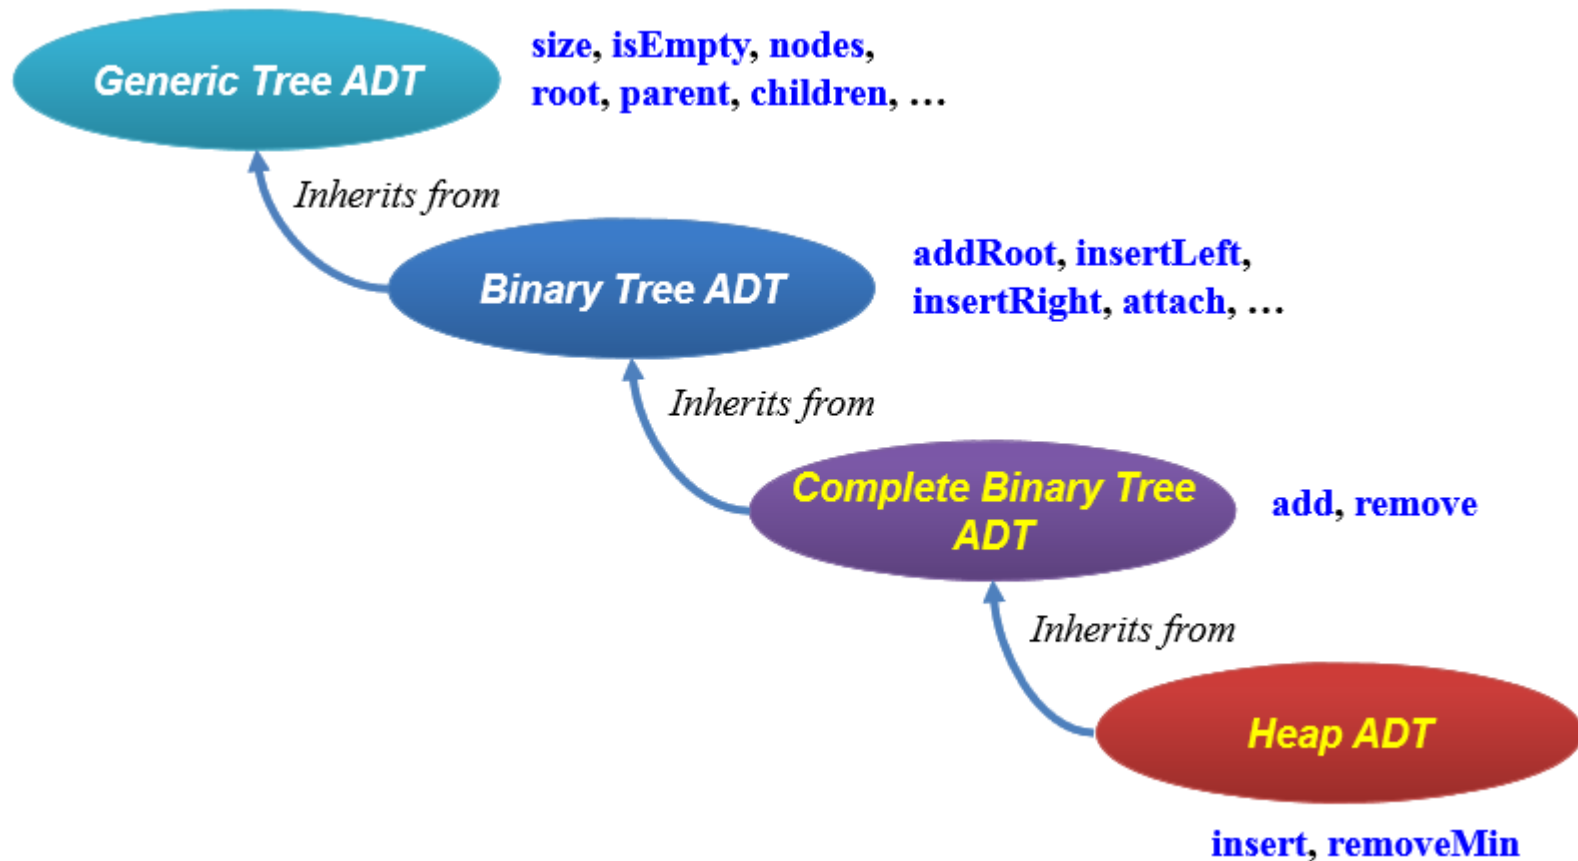 Generic Tree ADT
size, isEmpty, nodes,
root, parent, children, …
Inherits from
Binary Tree ADT
addRoot, insertLeft,
insertRight, attach, …
Inherits from
Complete Binary Tree
ADT
add, remove
Inherits from
Heap ADT
insert, removeMin